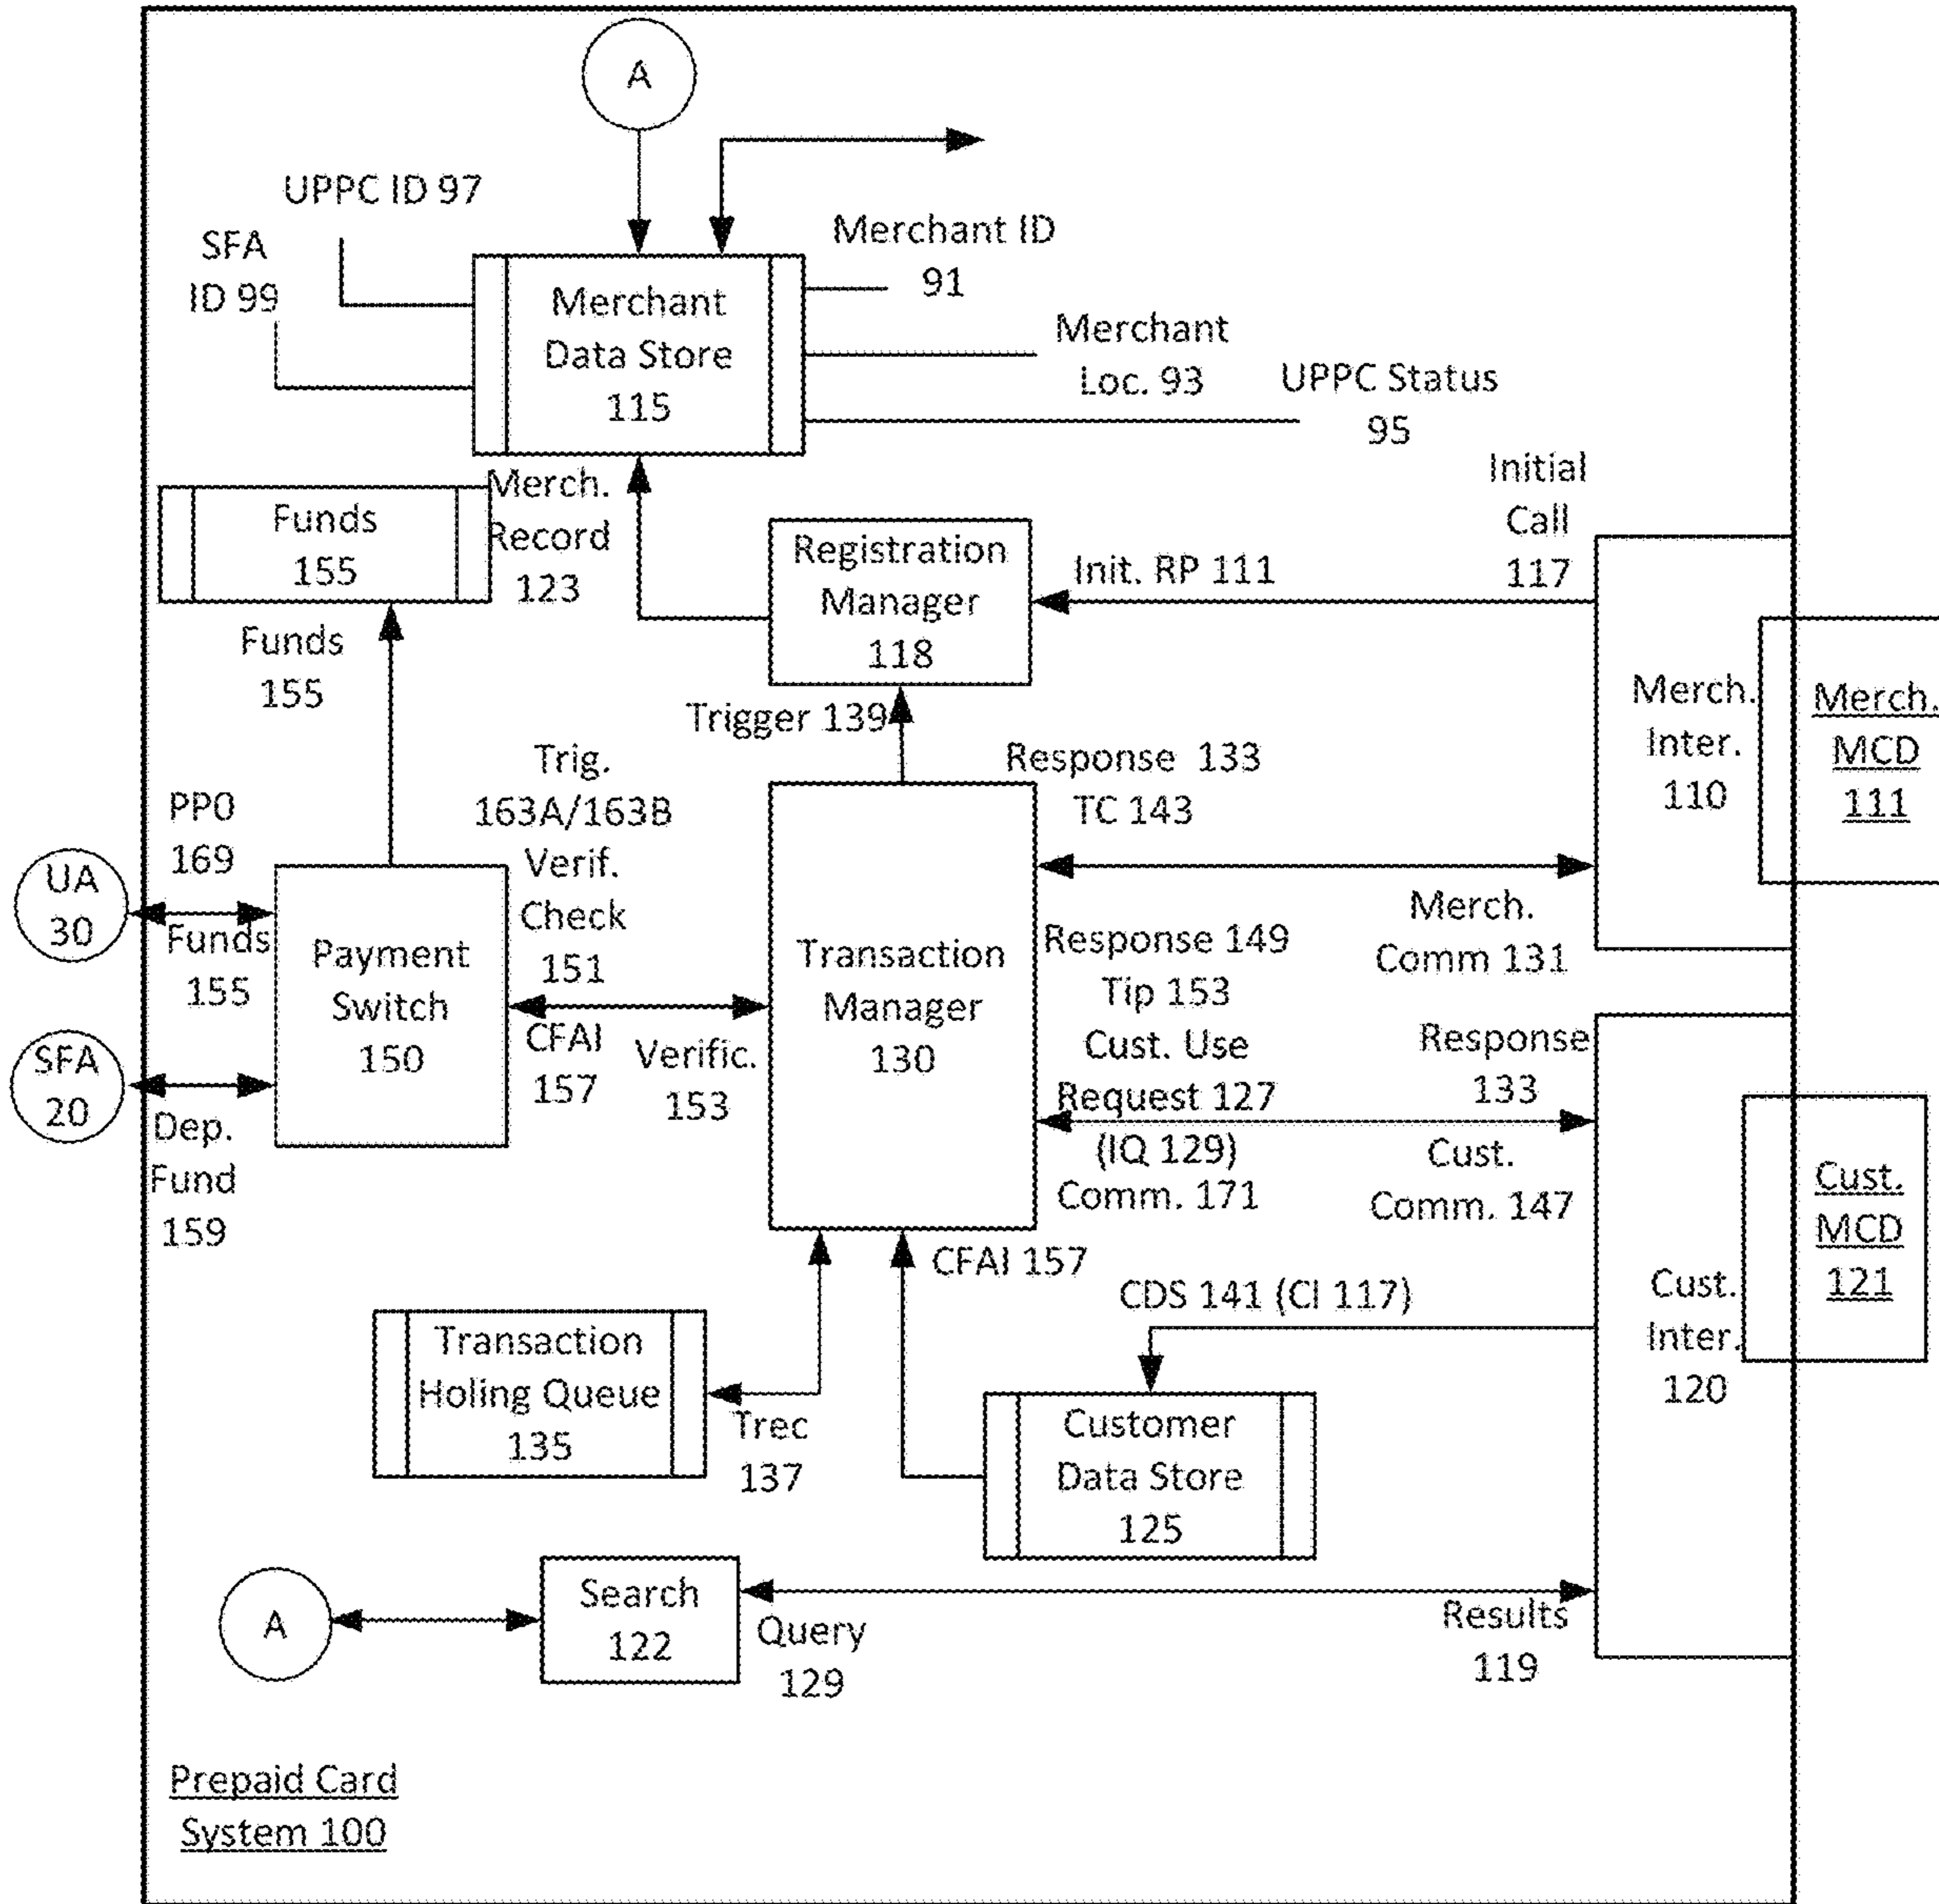 A
UPPC ID 97
SFA
ID 99
Merchant
Data Store
115
Merchant ID
91
Merchant
Loc. 93
UPPC Status
95
Funds
155
Merch.
Record
123
Registration
Manager
118
Init. RP 111
Initial
Call
117
Funds
155
Trigger 139
Merch.
Inter.
110
Merch.
MCD
111
PP0
169
Trig.
163A/163B
Verif.
Check
151
Response 133
TC 143
UA
30
Funds
155
Payment
Switch
150
Transaction
Manager
130
Merch.
Comm 131
Response 149
Tip 153
Cust. Use
Request 127
(IQ 129)
Comm. 171
Response
133
CFAI
157
Verific.
153
SFA
20
Dep.
Fund
159
Cust.
Comm. 147
Cust.
MCD
121
CFAI 157
CDS 141 (CI 117)
Cust.
Inter.
120
Transaction
Holing Queue
135
Trec
137
Customer
Data Store
125
A
Search
122
Query
129
Results
119
Prepaid Card
System 100